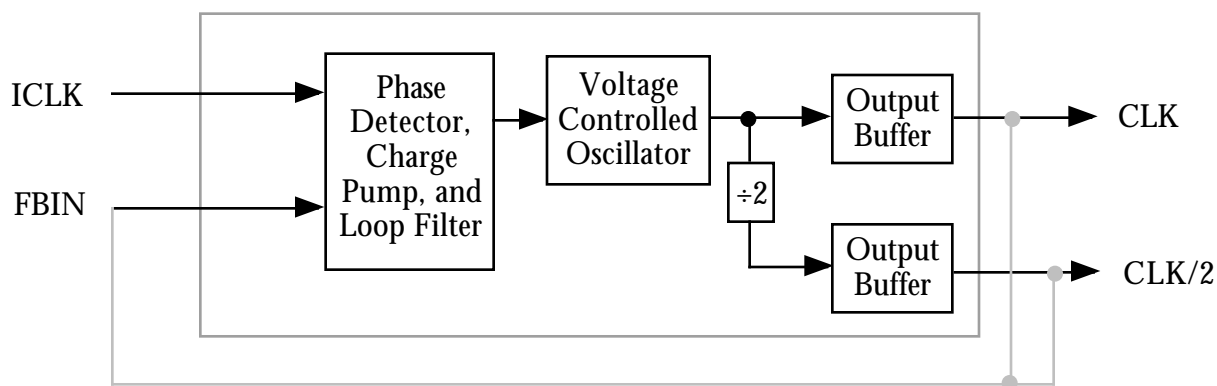 ICLK
FBIN
Phase
Detector,
Charge
Pump, and
Loop Filter
Voltage
Controlled
Oscillator
÷2
Output
Buffer
Output
Buffer
CLK
CLK/2